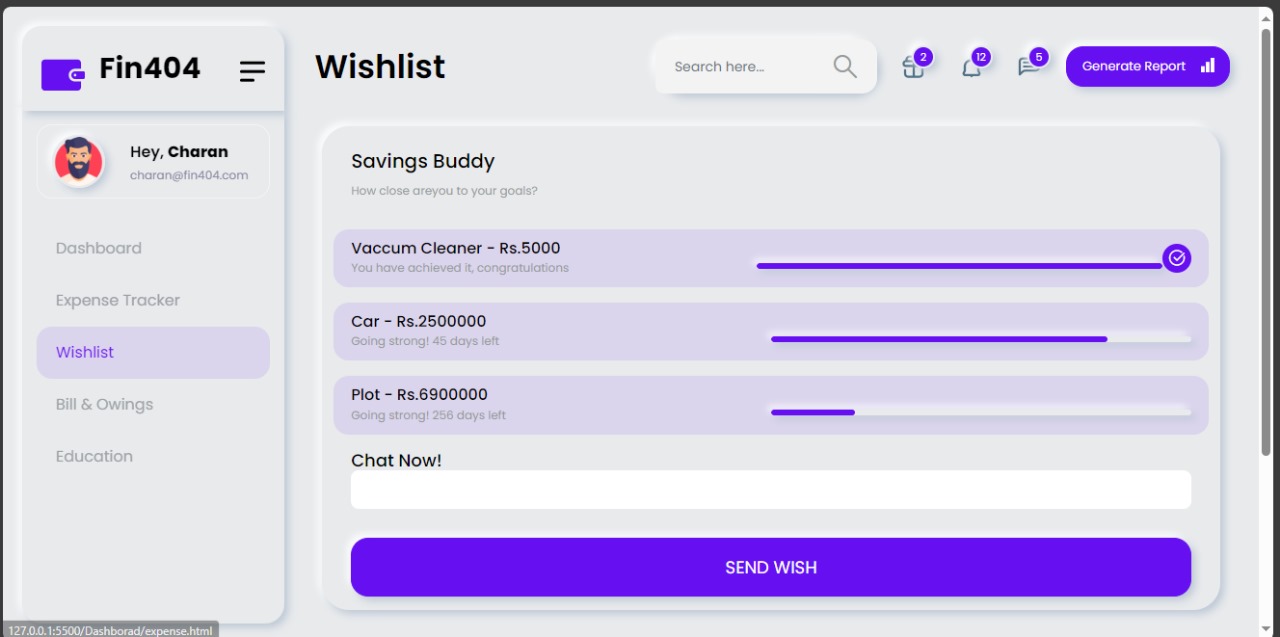 Fin404
Wishlist
Search here...
2
12
5
Generate Report
Hey, Charan
charan@fin404.com
Dashboard
Expense Tracker
Wishlist
Bill & Owings
Education
Savings Buddy
How close areyou to your goals?
Vaccum Cleaner - Rs.5000
You have achieved it, congratulations
Car - Rs.2500000
Going strong! 45 days left
Plot - Rs.6900000
Going strong! 256 days left
Chat Now!
SEND WISH
127.0.0.1:5500/Dashborad/expense.html